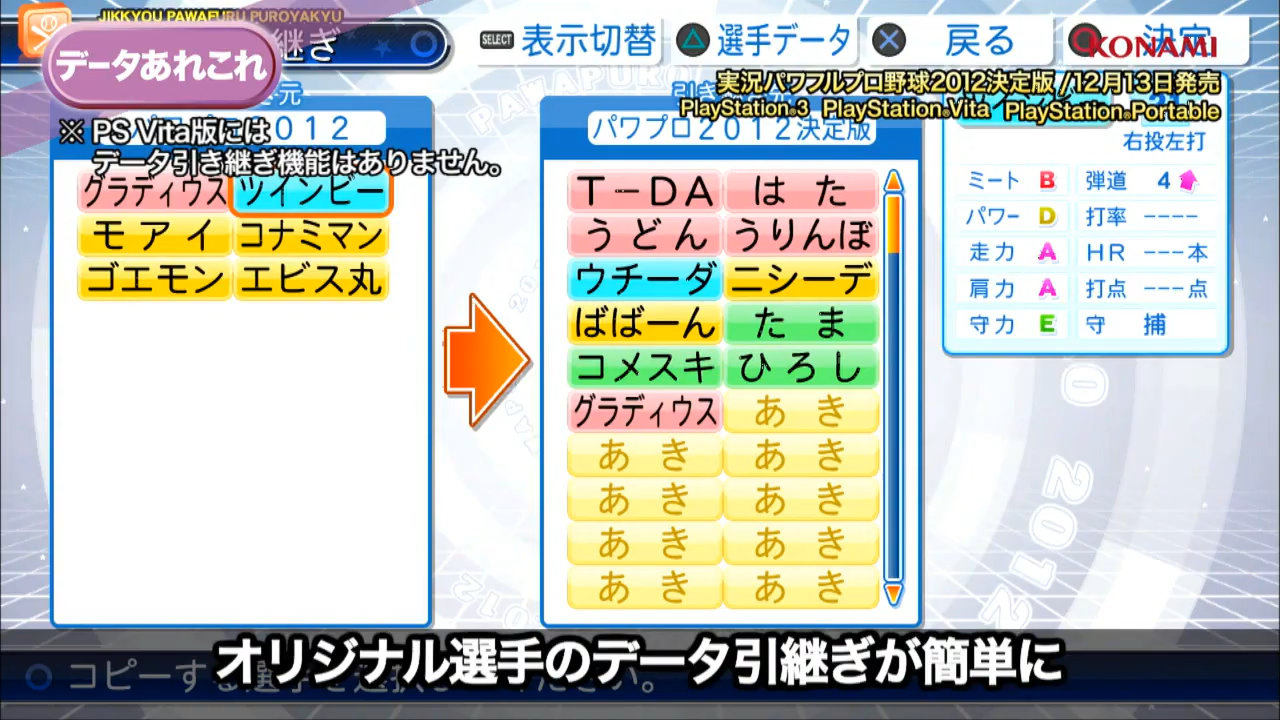 JIKKYOU PAWAFURU PUROYAKYU
継ぎ
データあれこれ
SELECT 表示切替 選手データ 戻る 決定
KONAMI
実況パワフルプロ野球2012決定版/12月13日発売
PlayStation®3 PlayStation®Vita PlayStation®Portable
※ PS Vita版には
データ引き継ぎ機能はありません。
パワプロ2012決定版
右投左打
グラディウス ツインビー
モアイ コナミマン
ゴエモン エビス丸
T-DA はた
うどん うりんぼ
ウチーダ ニシーデ
ばばーん たま
コメスキ ひろし
グラディウス あき
あき あき
あき あき
あき あき
あき あき
ミート B 弾道 4
パワー D 打率 ----
走力 A HR ---本
肩力 A 打点 ---点
守力 E 守 捕
オリジナル選手のデータ引継ぎが簡単に